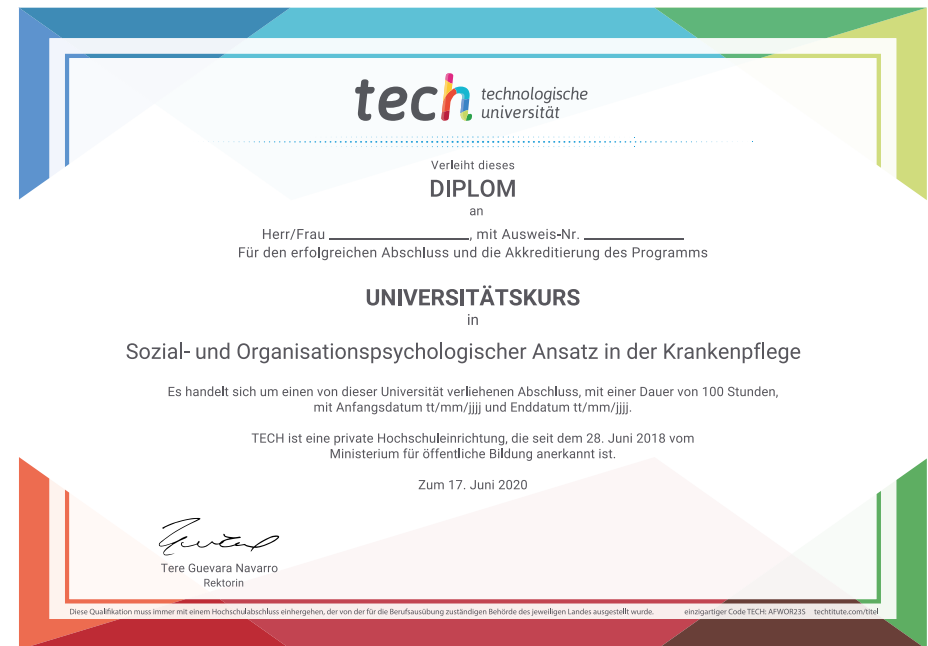 tech technologische
universität
Verleiht dieses
DIPLOM
an
Herr/Frau ____________, mit Ausweis-Nr. ____________
Für den erfolgreichen Abschluss und die Akkreditierung des Programms
UNIVERSITÄTSKURS
in
Sozial- und Organisationspsychologischer Ansatz in der Krankenpflege
Es handelt sich um einen von dieser Universität verliehenen Abschluss, mit einer Dauer von 100 Stunden,
mit Anfangsdatum tt/mm/jjjj und Enddatum tt/mm/jjjj.
TECH ist eine private Hochschuleinrichtung, die seit dem 28. Juni 2018 vom
Ministerium für öffentliche Bildung anerkannt ist.
Zum 17. Juni 2020
Tere Guevara Navarro
Rektorin
Diese Qualifikation muss immer mit einem Hochschulabschluss einhergehen, der von der für die Berufsausübung zuständigen Behörde des jeweiligen Landes ausgestellt wurde. einzigartiger Code TECH: AFWOR23S techtitute.com/titel